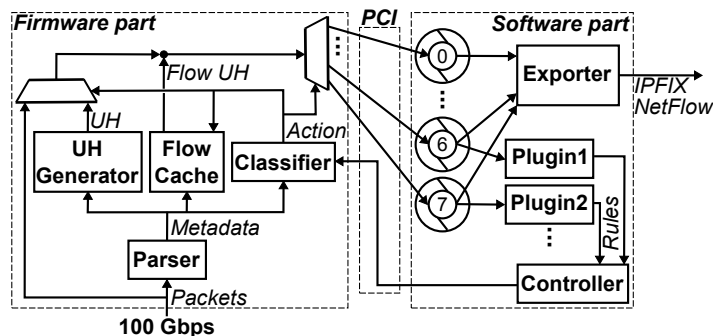 Firmware part
PCI
Software part
Flow UH
UH
Action
UH
Generator
Flow
Cache
Classifier
Metadata
Parser
Packets
100 Gbps
0
6
7
Exporter
IPFIX
NetFlow
Plugin1
Plugin2
Rules
Controller